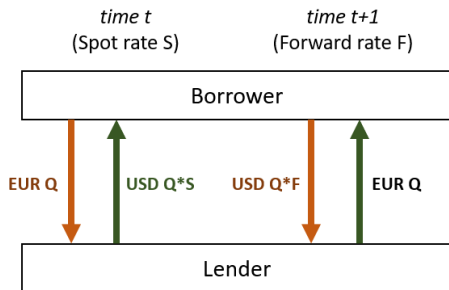 time t
(Spot rate S)
time t+1
(Forward rate F)
Borrower
EUR Q
USD Q*S
USD Q*F
EUR Q
Lender